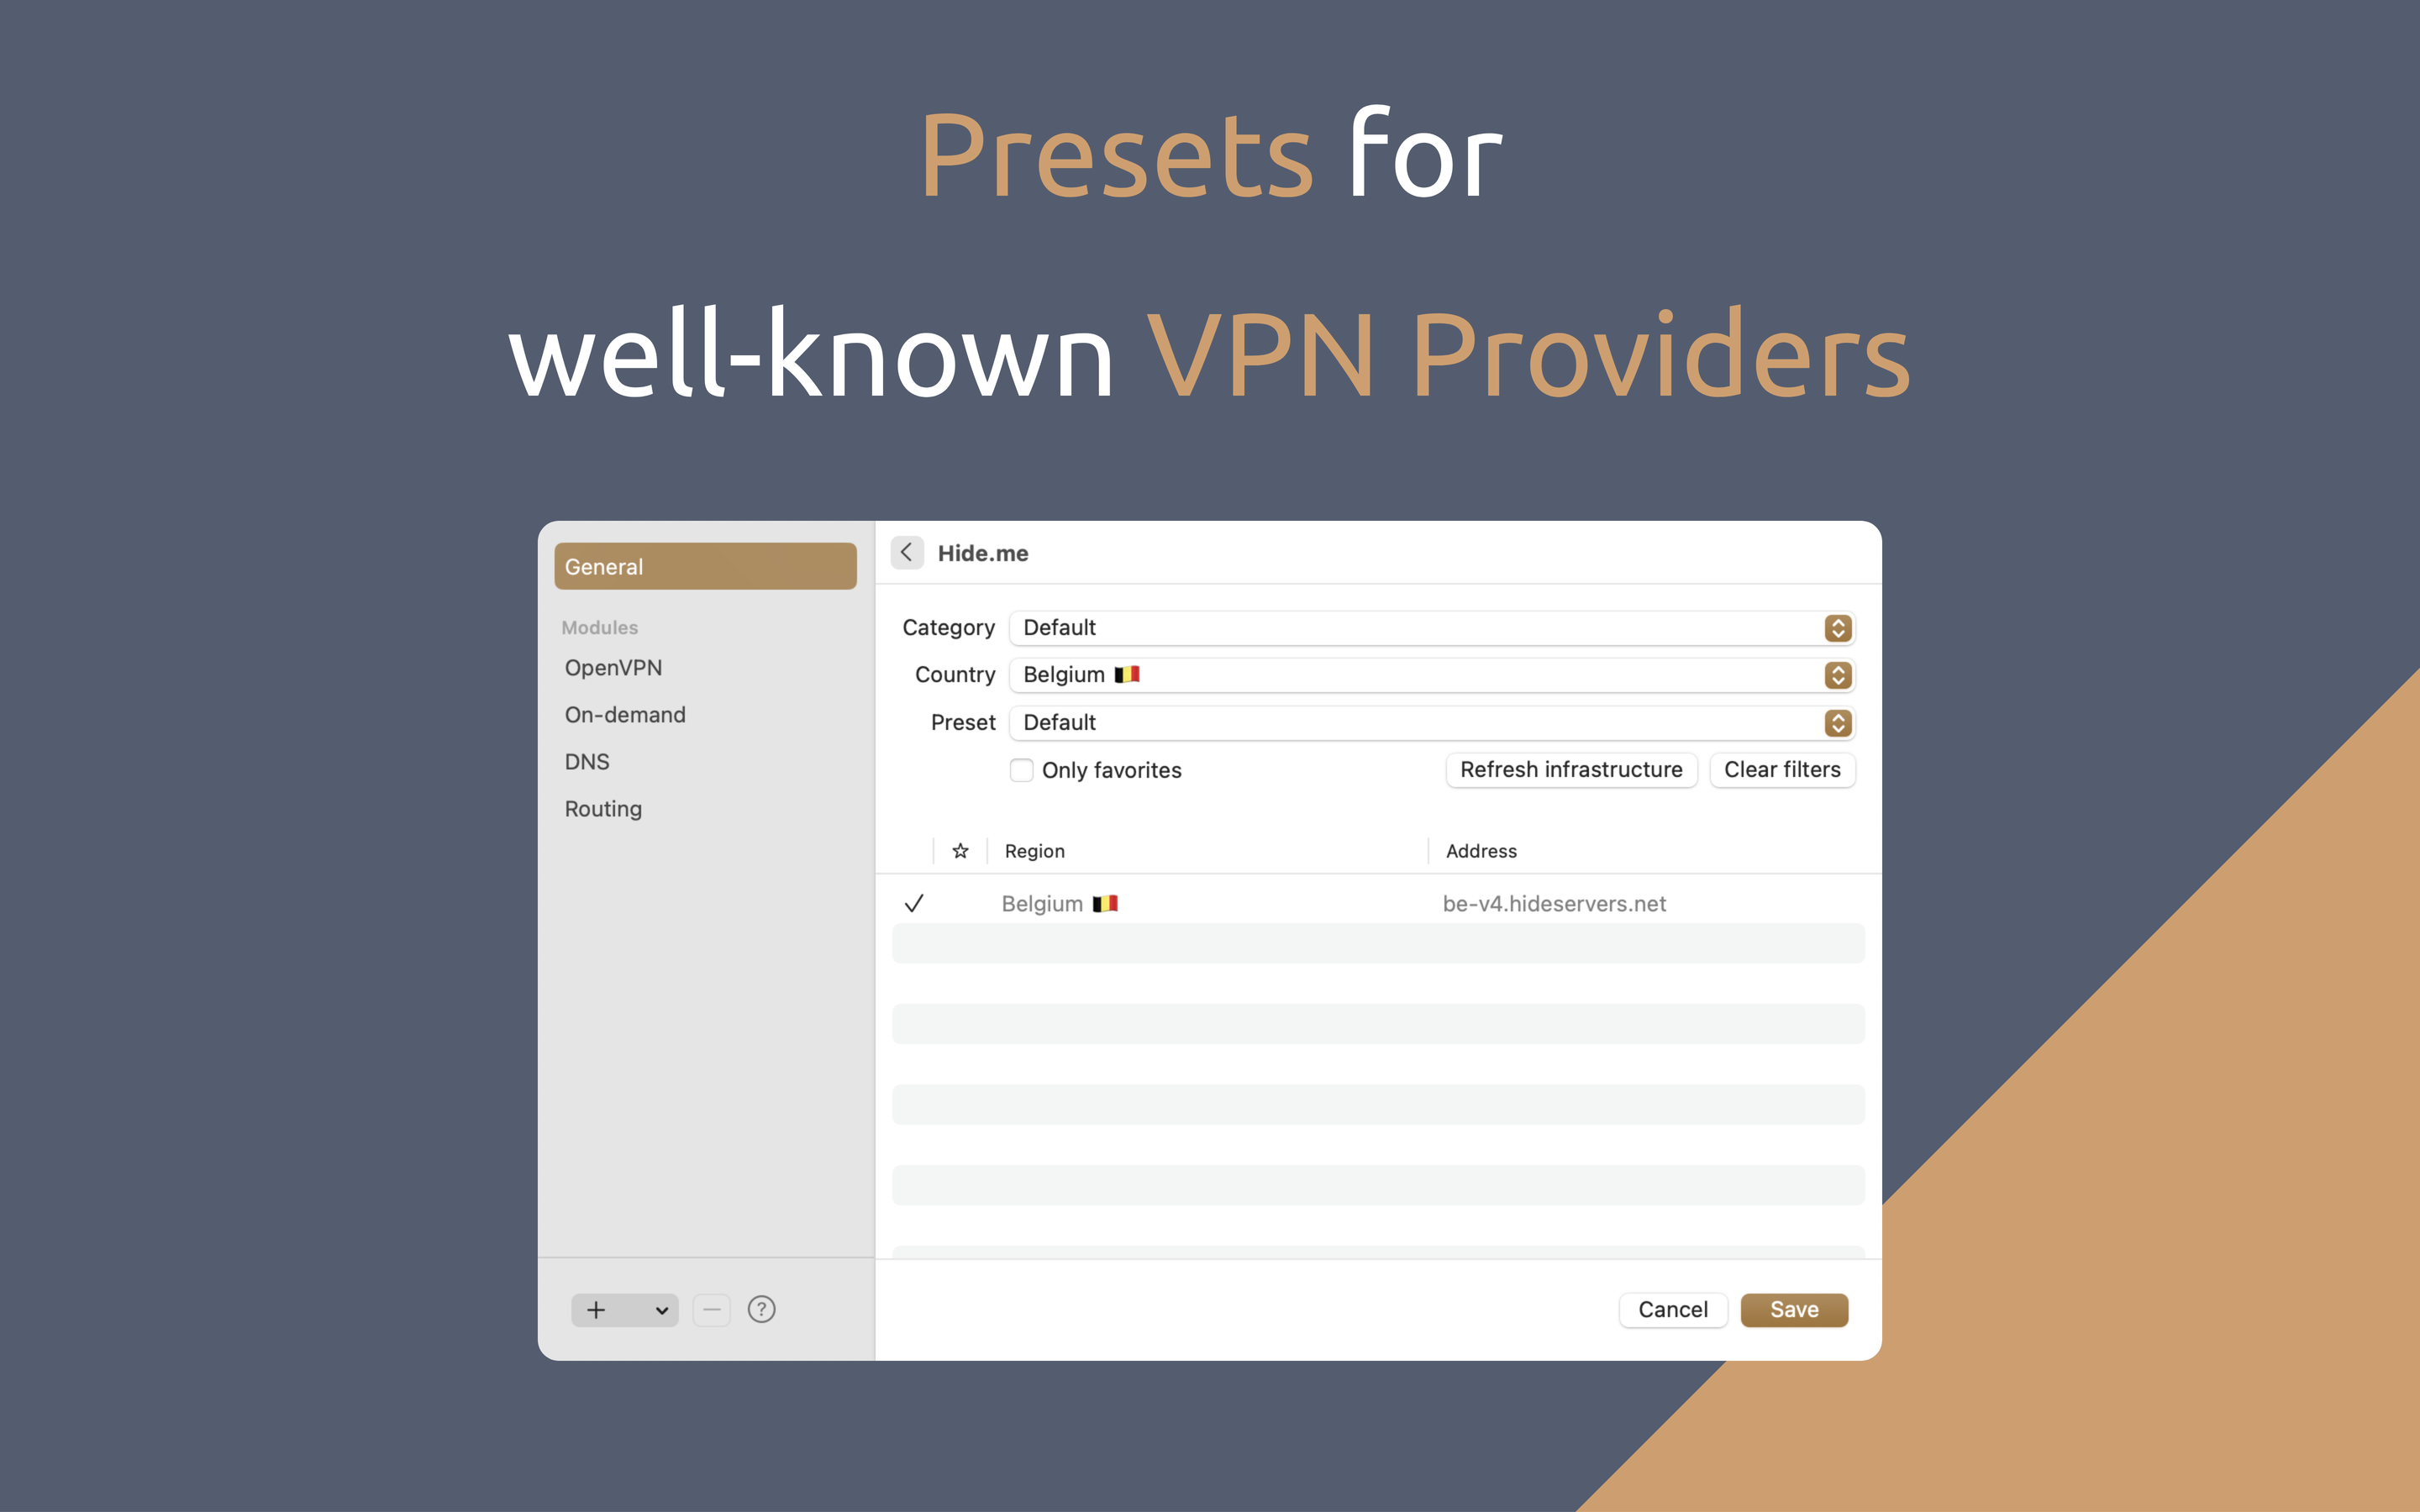 Presets for
well-known VPN Providers
General
Modules
OpenVPN
On-demand
DNS
Routing
Hide.me
Category Default
Country Belgium 🇧🇪
Preset Default
Only favorites Refresh infrastructure Clear filters
☆ Region Address
✓ Belgium 🇧🇪 be-v4.hideservers.net
+ − ?
Cancel Save